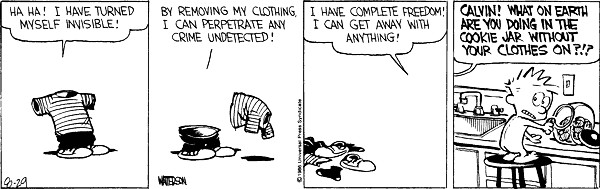 HA HA! I HAVE TURNED
MYSELF INVISIBLE!
BY REMOVING MY CLOTHING,
I CAN PERPETRATE ANY
CRIME UNDETECTED!
I HAVE COMPLETE FREEDOM!
I CAN GET AWAY WITH
ANYTHING!
CALVIN! WHAT ON EARTH
ARE YOU DOING IN THE
COOKIE JAR WITHOUT
YOUR CLOTHES ON?!?
9-29
WATTERSON
© 1986 Universal Press Syndicate